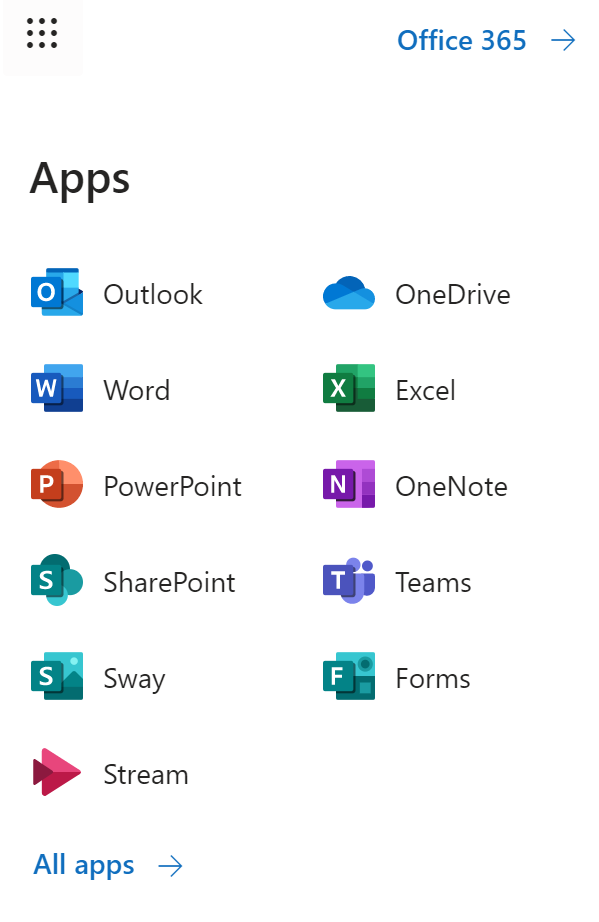 Office 365
Apps
Outlook
OneDrive
Word
Excel
PowerPoint
OneNote
SharePoint
Teams
Sway
Forms
Stream
All apps